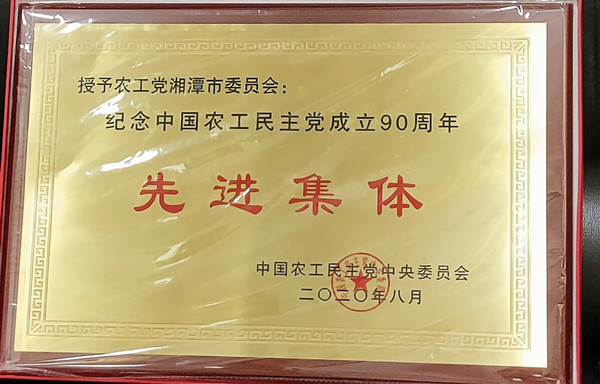 授予农工党湘潭市委员会：
纪念中国农工民主党成立90周年
先进集体
中国农工民主党中央委员会
二〇二〇年八月